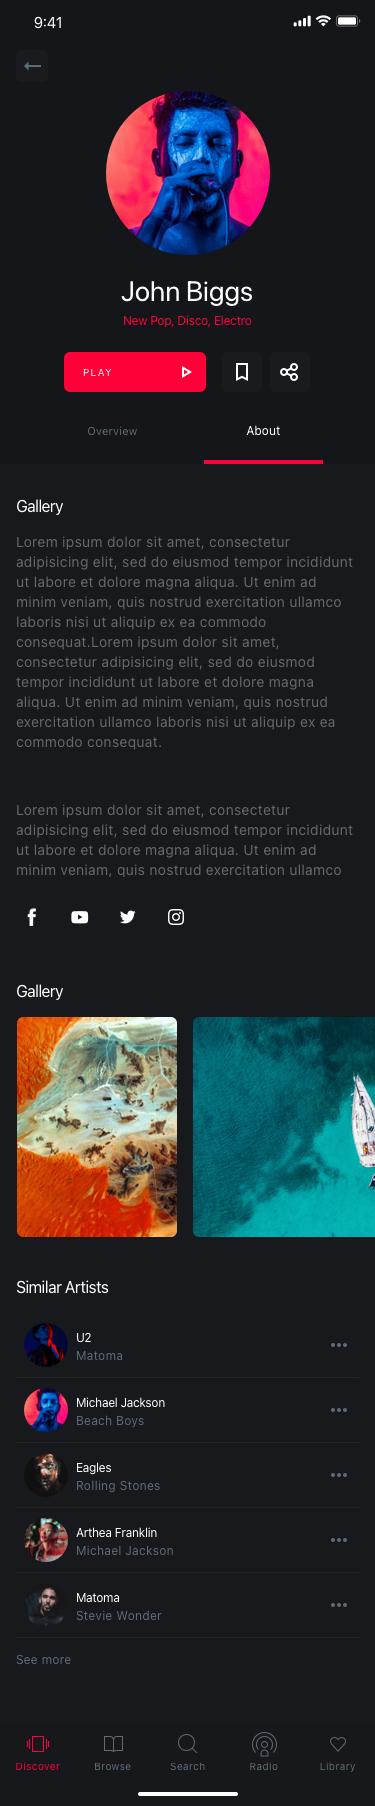 9:41
John Biggs
New Pop, Disco, Electro
PLAY
Overview
About
Gallery
Lorem ipsum dolor sit amet, consectetur
adipisicing elit, sed do eiusmod tempor incididunt
ut labore et dolore magna aliqua. Ut enim ad
minim veniam, quis nostrud exercitation ullamco
laboris nisi ut aliquip ex ea commodo
consequat.Lorem ipsum dolor sit amet,
consectetur adipisicing elit, sed do eiusmod
tempor incididunt ut labore et dolore magna
aliqua. Ut enim ad minim veniam, quis nostrud
exercitation ullamco laboris nisi ut aliquip ex ea
commodo consequat.
Lorem ipsum dolor sit amet, consectetur
adipisicing elit, sed do eiusmod tempor incididunt
ut labore et dolore magna aliqua. Ut enim ad
minim veniam, quis nostrud exercitation ullamco
Gallery
Similar Artists
U2
Matoma
Michael Jackson
Beach Boys
Eagles
Rolling Stones
Arthea Franklin
Michael Jackson
Matoma
Stevie Wonder
See more
Discover
Browse
Search
Radio
Library